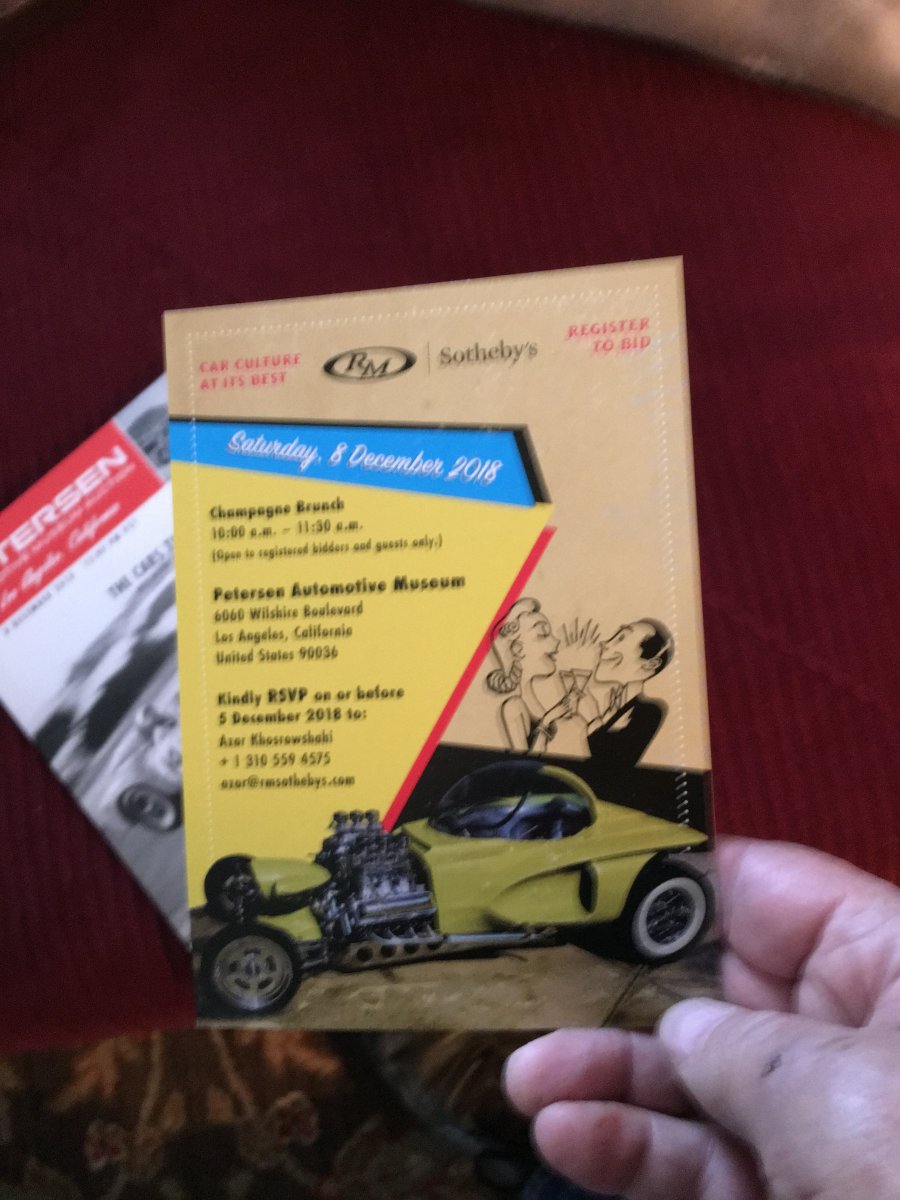 CAR CULTURE
AT ITS BEST
RM
Sotheby's
REGISTER
TO BID
Saturday, 8 December 2018
Champagne Brunch
10:00 a.m. – 11:30 a.m.
(Open to registered bidders and guests only.)
Petersen Automotive Museum
6060 Wilshire Boulevard
Los Angeles, California
United States 90036
Kindly RSVP on or before
5 December 2018 to:
Azar Khosrowshahi
+ 1 310 559 4575
azar@rmsothebys.com
TERSEN
Los Angeles, California
THE CARS